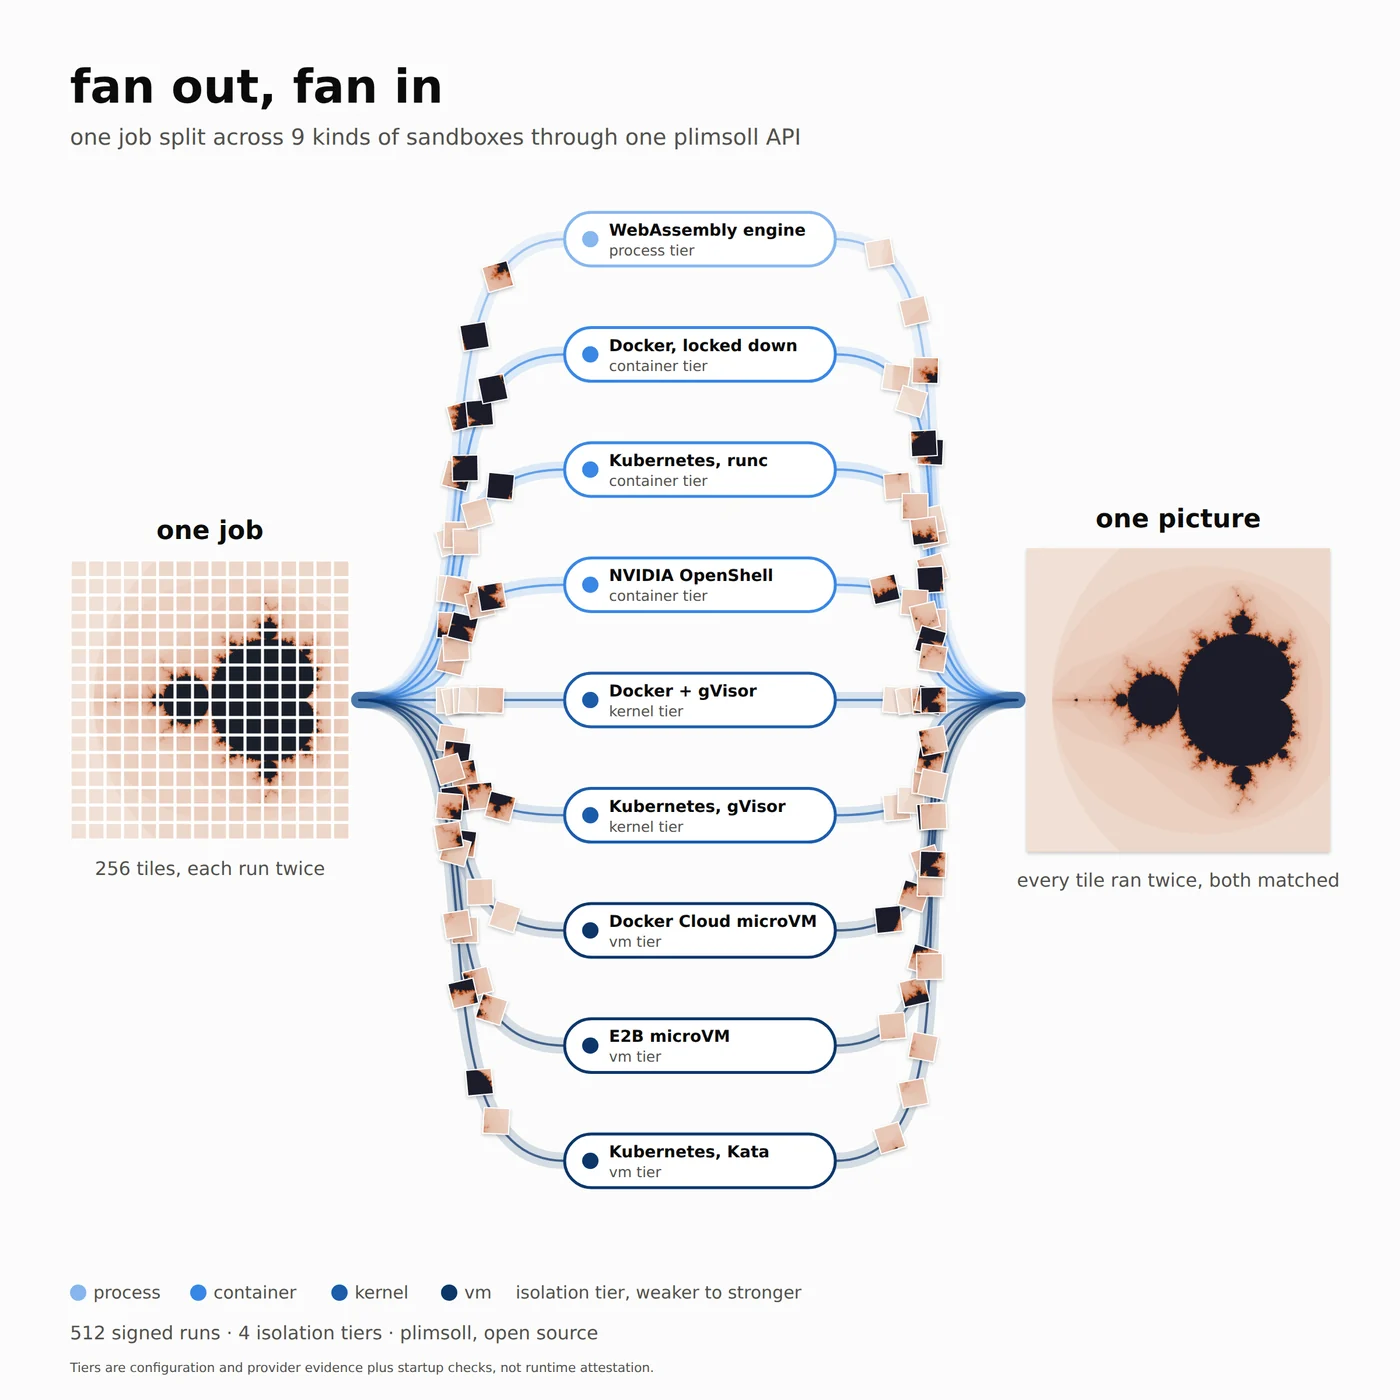 fan out, fan in
one job split across 9 kinds of sandboxes through one plimsoll API
WebAssembly engine
process tier
Docker, locked down
container tier
Kubernetes, runc
container tier
NVIDIA OpenShell
container tier
Docker + gVisor
kernel tier
Kubernetes, gVisor
kernel tier
Docker Cloud microVM
vm tier
E2B microVM
vm tier
Kubernetes, Kata
vm tier
one job
256 tiles, each run twice
one picture
every tile ran twice, both matched
process container kernel vm isolation tier, weaker to stronger
512 signed runs · 4 isolation tiers · plimsoll, open source
Tiers are configuration and provider evidence plus startup checks, not runtime attestation.